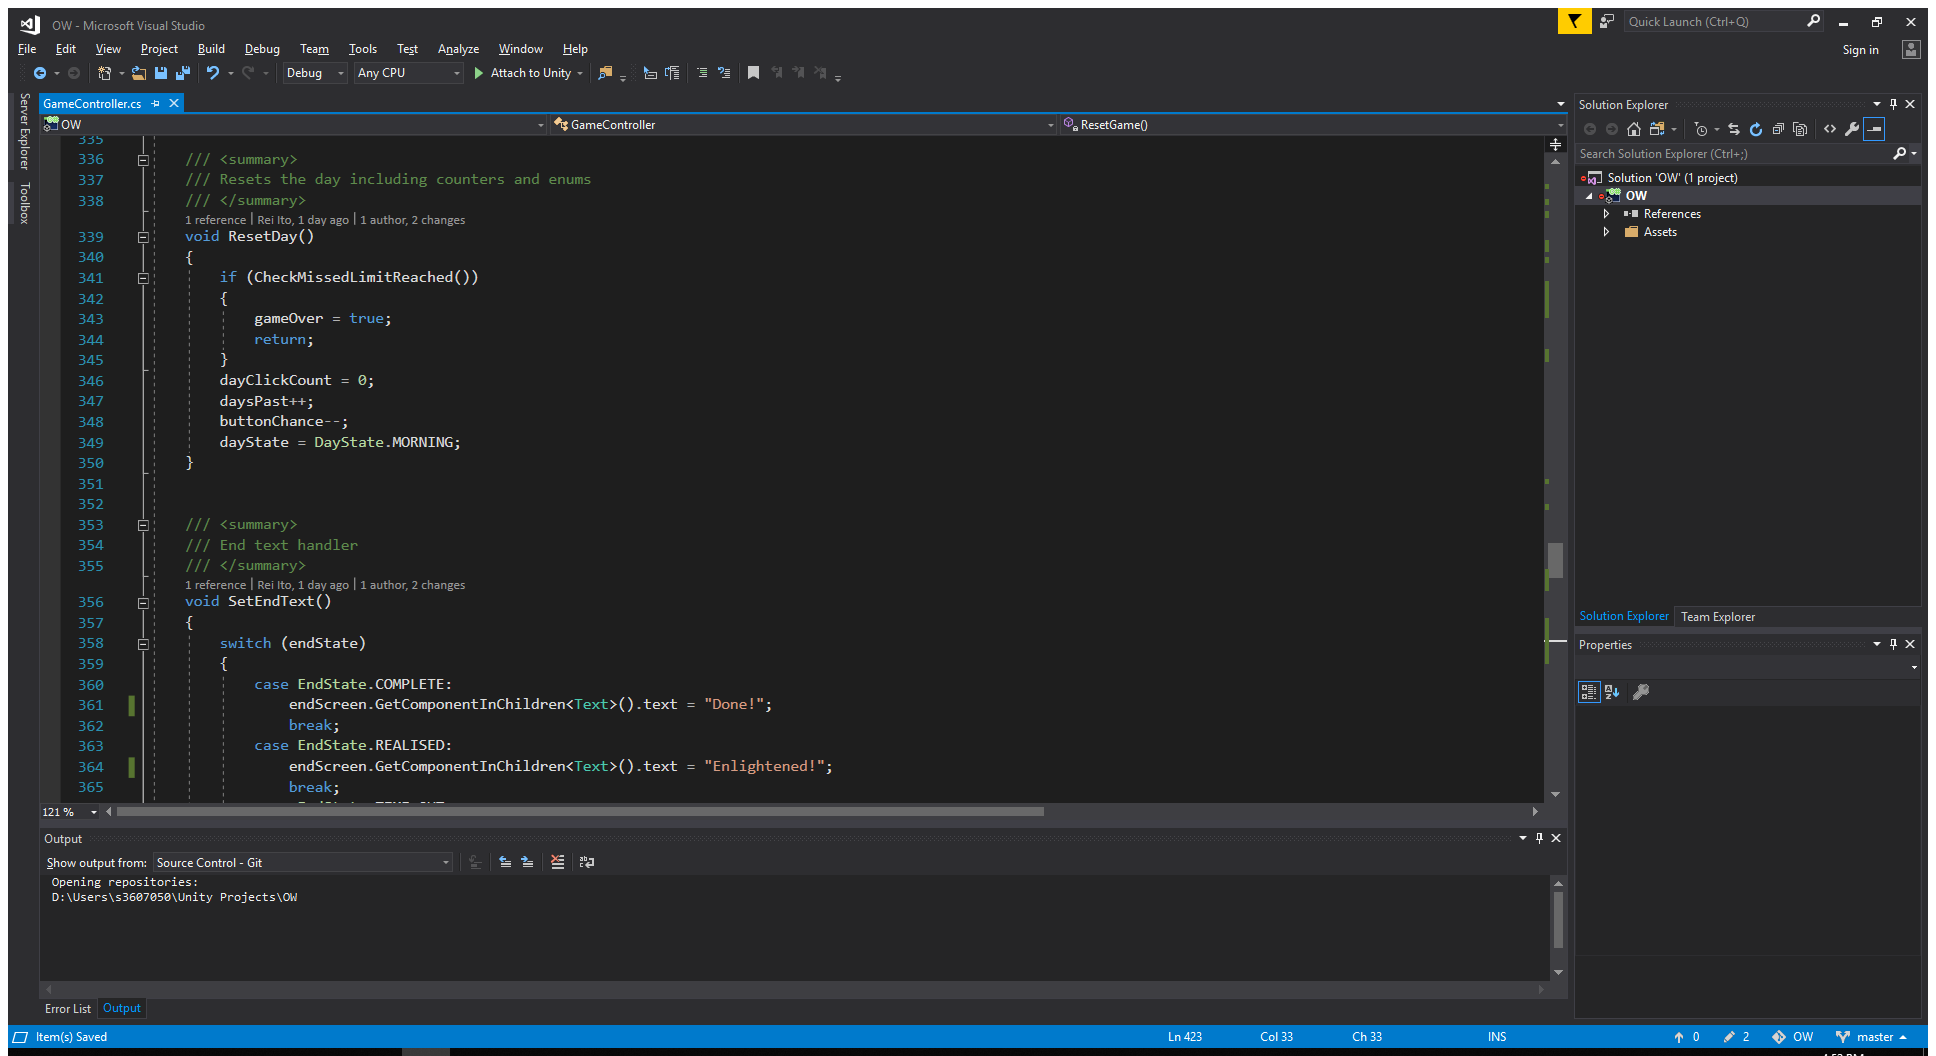 OW - Microsoft Visual Studio
Quick Launch (Ctrl+Q)
File Edit View Project Build Debug Team Tools Test Analyze Window Help
Sign in
Debug Any CPU Attach to Unity
Server Explorer
Toolbox
GameController.cs
OW GameController ResetGame()
335
336 /// <summary>
337 /// Resets the day including counters and enums
338 /// </summary>
1 reference | Rei Ito, 1 day ago | 1 author, 2 changes
339 void ResetDay()
340 {
341 if (CheckMissedLimitReached())
342 {
343 gameOver = true;
344 return;
345 }
346 dayClickCount = 0;
347 daysPast++;
348 buttonChance--;
349 dayState = DayState.MORNING;
350 }
351
352
353 /// <summary>
354 /// End text handler
355 /// </summary>
1 reference | Rei Ito, 1 day ago | 1 author, 2 changes
356 void SetEndText()
357 {
358 switch (endState)
359 {
360 case EndState.COMPLETE:
361 endScreen.GetComponentInChildren<Text>().text = "Done!";
362 break;
363 case EndState.REALISED:
364 endScreen.GetComponentInChildren<Text>().text = "Enlightened!";
365 break;
121 %
Output
Show output from: Source Control - Git
Opening repositories:
D:\Users\s3607050\Unity Projects\OW
Error List Output
Solution Explorer
Search Solution Explorer (Ctrl+;)
Solution 'OW' (1 project)
OW
References
Assets
Solution Explorer Team Explorer
Properties
Item(s) Saved Ln 423 Col 33 Ch 33 INS 0 2 OW master